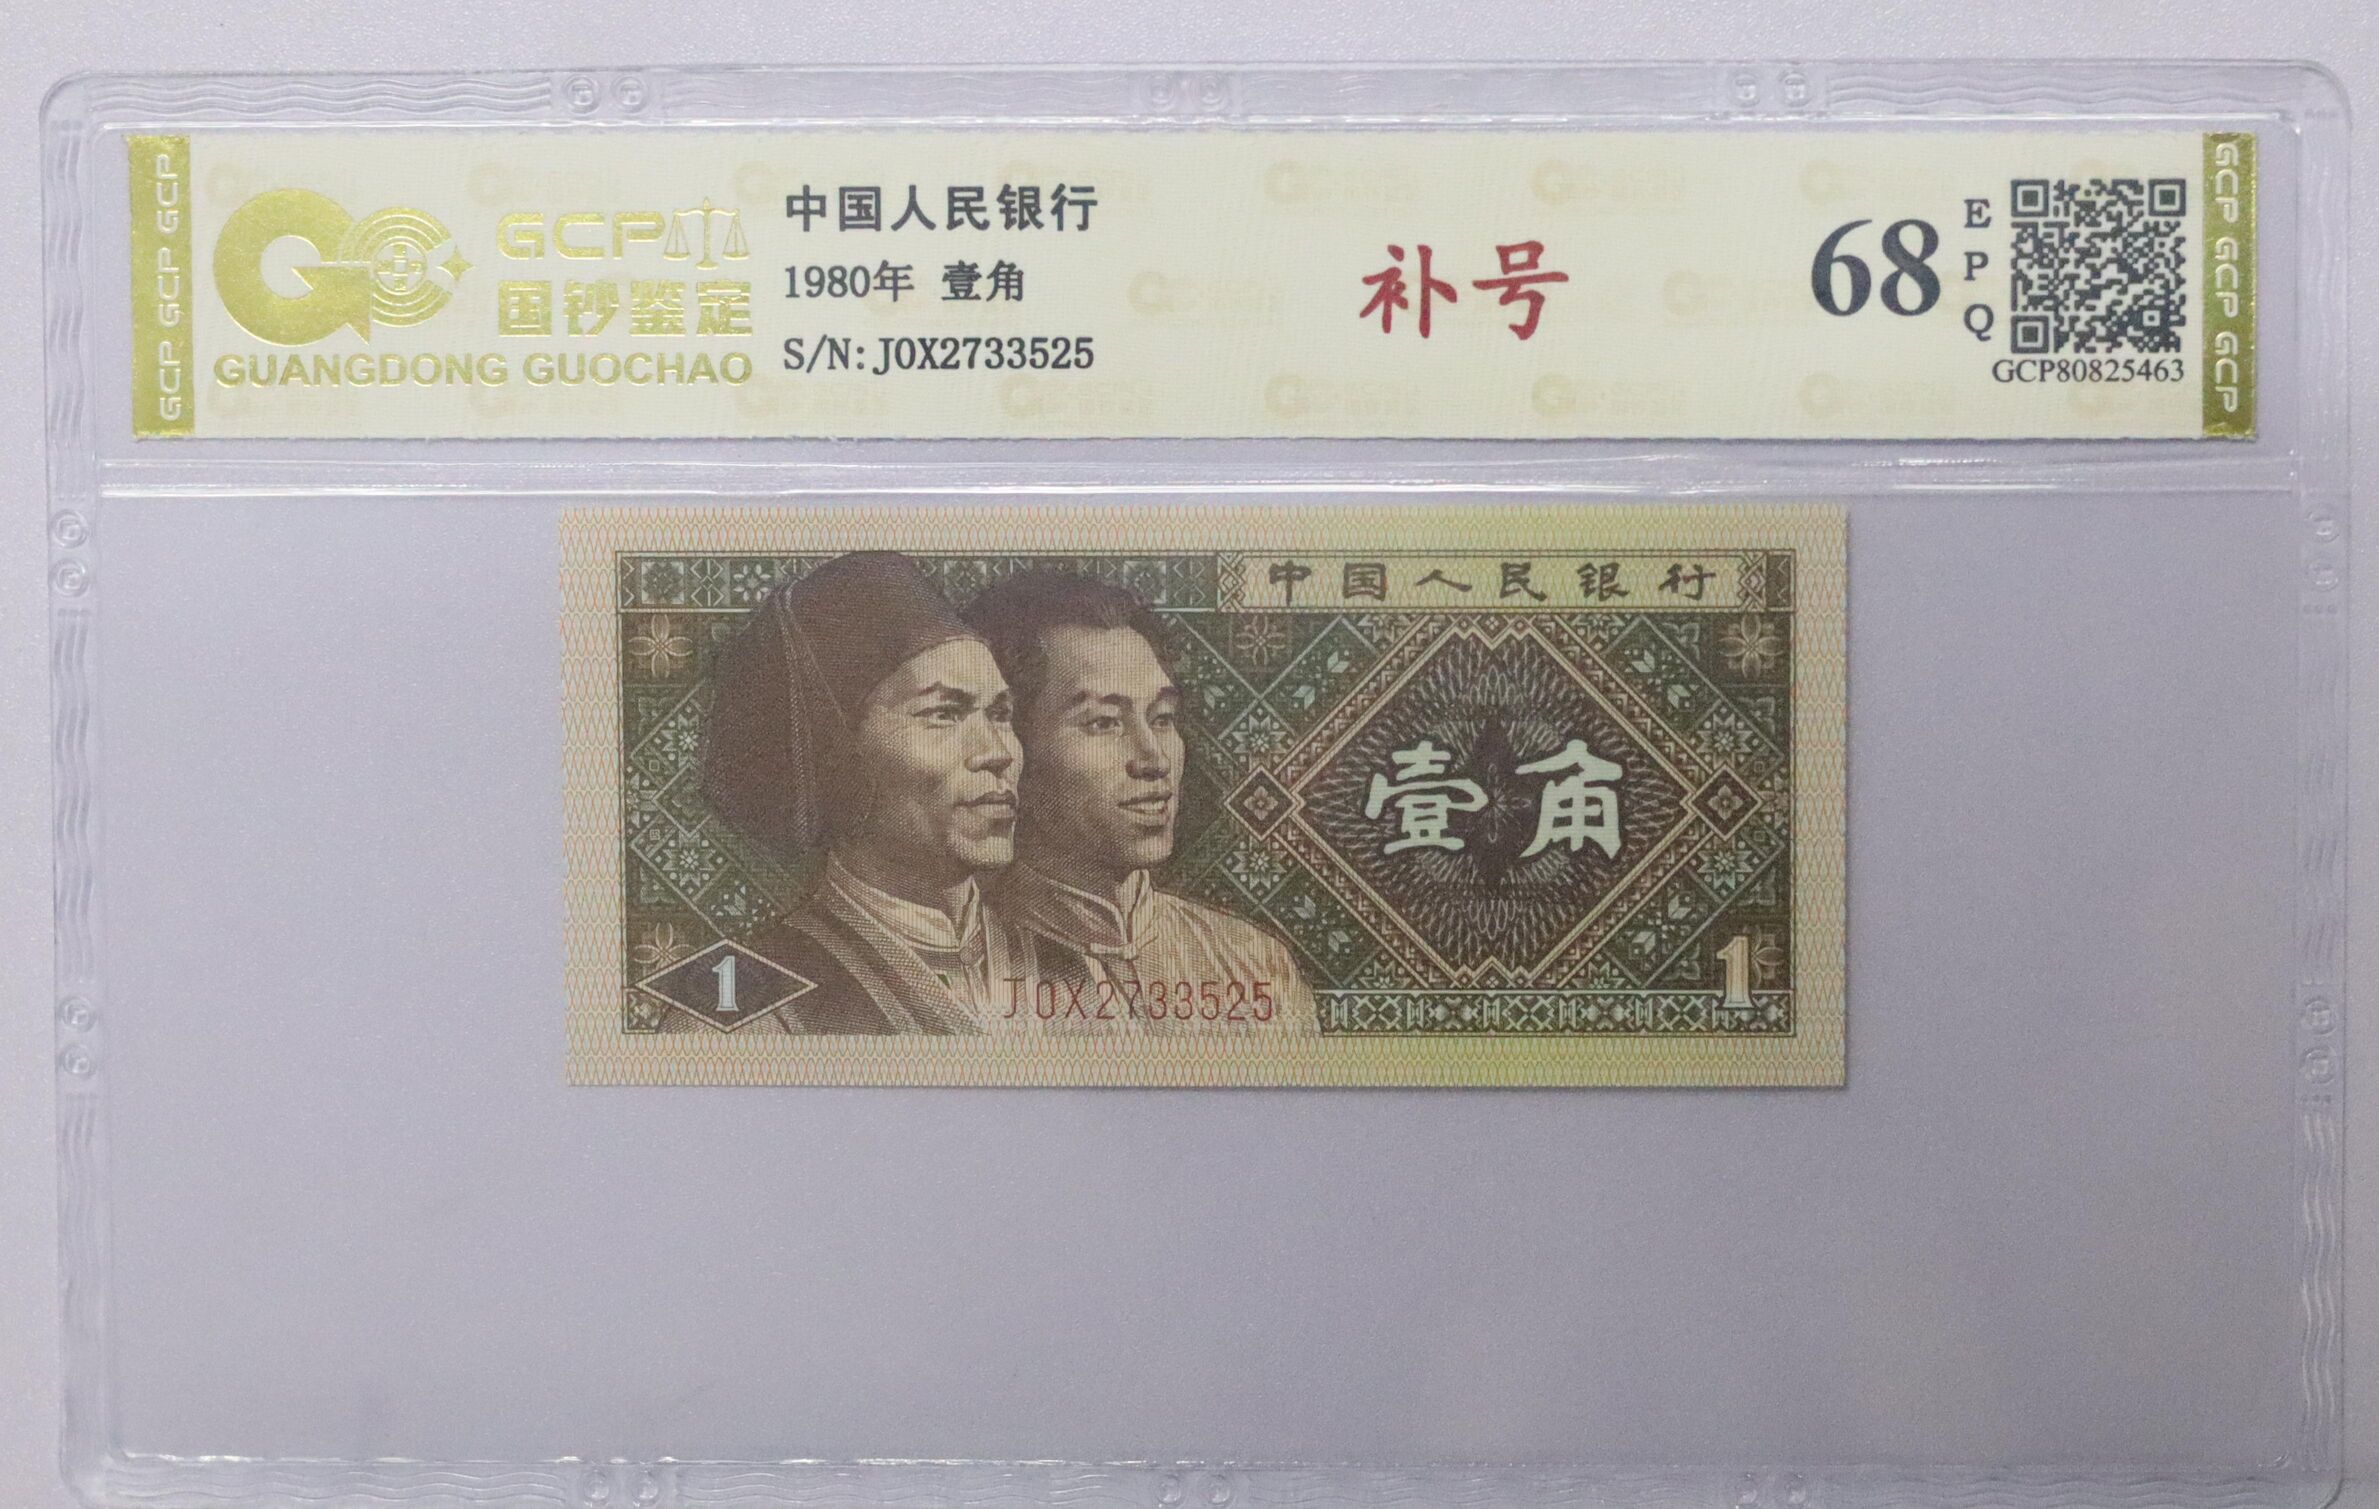 GCP GCP GCP
GCP
国钞鉴定
GUANGDONG GUOCHAO
中国人民银行
1980年 壹角
S/N: J0X2733525
补号
68
EPQ
GCP80825463
GCP GCP GCP
中国人民银行
壹角
1
1
J0X2733525